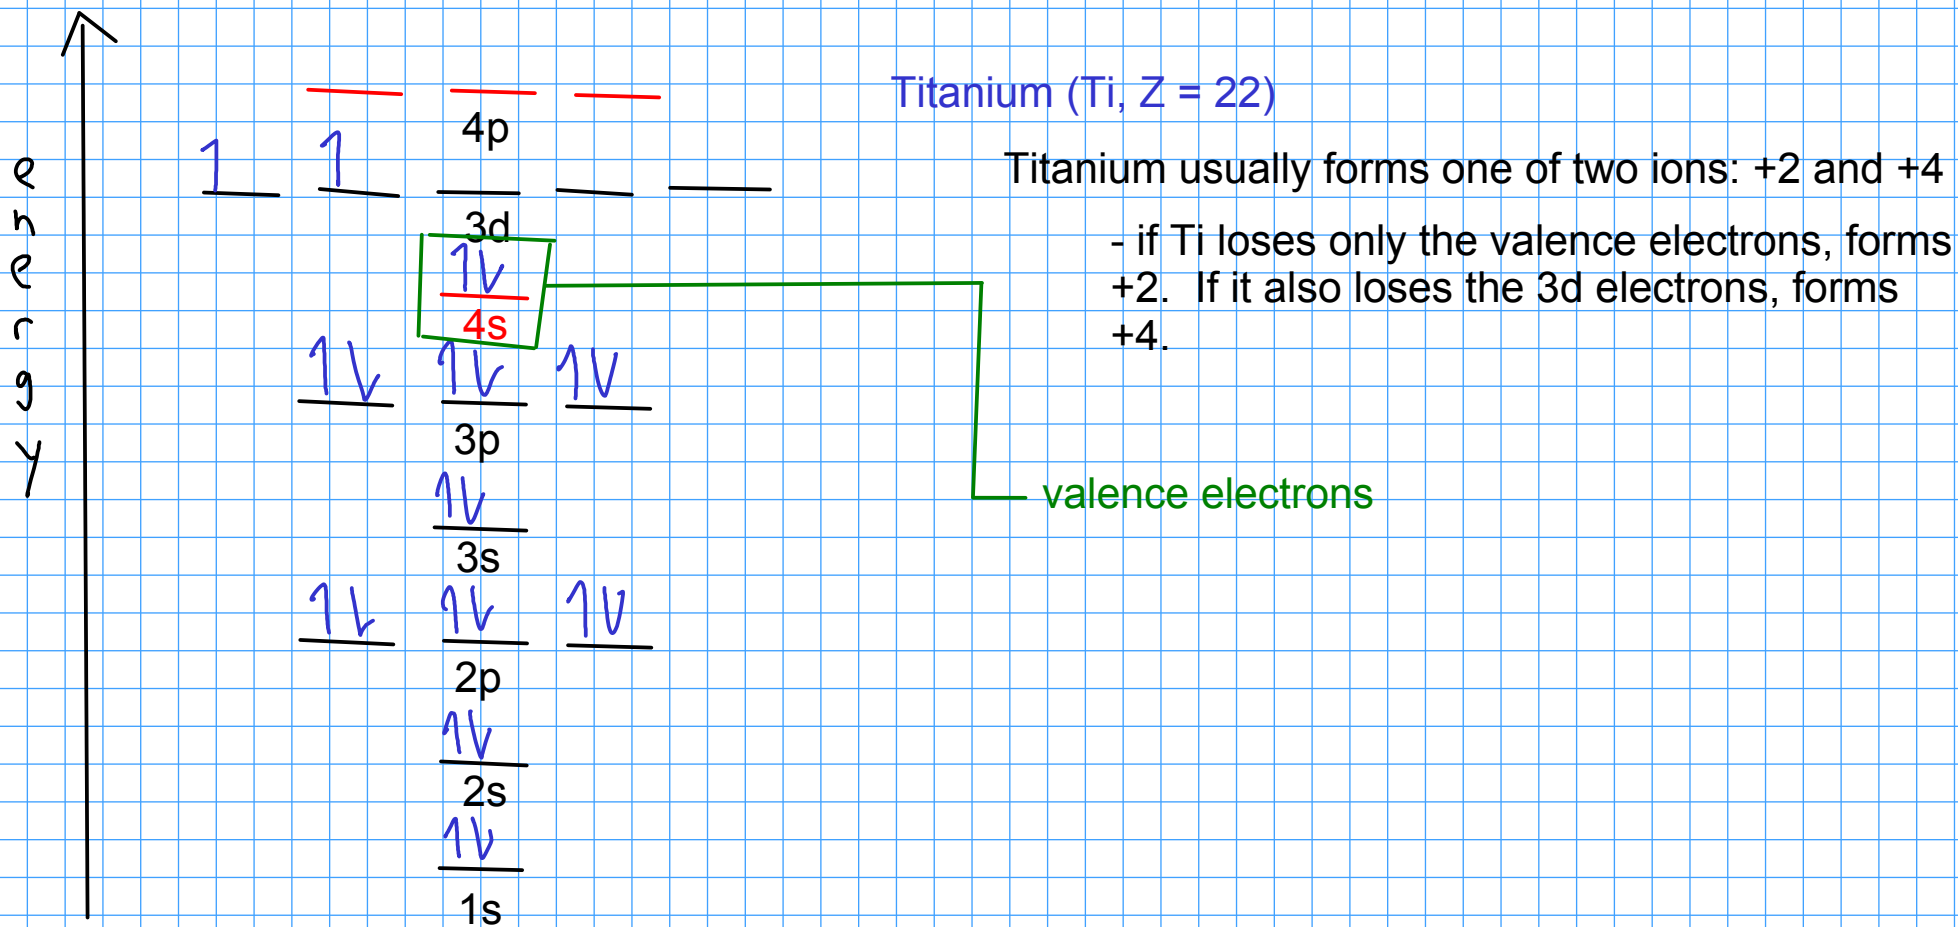 energy
Titanium (Ti, Z = 22)
Titanium usually forms one of two ions: +2 and +4
- if Ti loses only the valence electrons, forms
+2. If it also loses the 3d electrons, forms
+4.
valence electrons
4p
3d
4s
3p
3s
2p
2s
1s